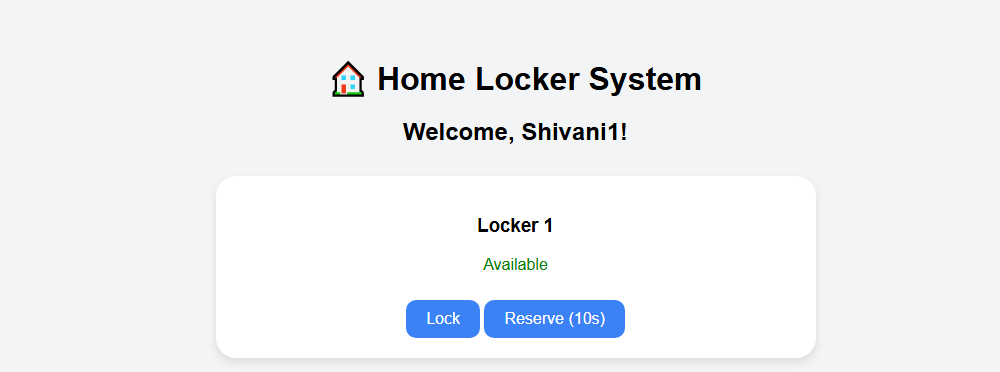 Home Locker System
Welcome, Shivani1!
Locker 1
Available
Lock Reserve (10s)